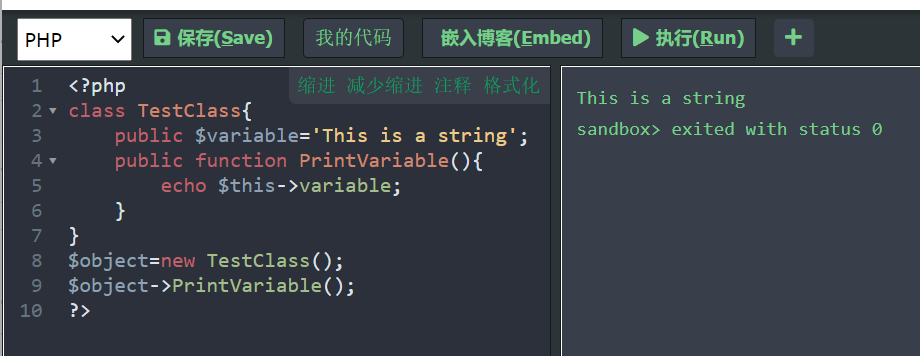 PHP 保存(Save) 我的代码 嵌入博客(Embed) 执行(Run) +
缩进 减少缩进 注释 格式化
1 <?php
2 class TestClass{
3     public $variable='This is a string';
4     public function PrintVariable(){
5         echo $this->variable;
6     }
7 }
8 $object=new TestClass();
9 $object->PrintVariable();
10 ?>
This is a string
sandbox> exited with status 0